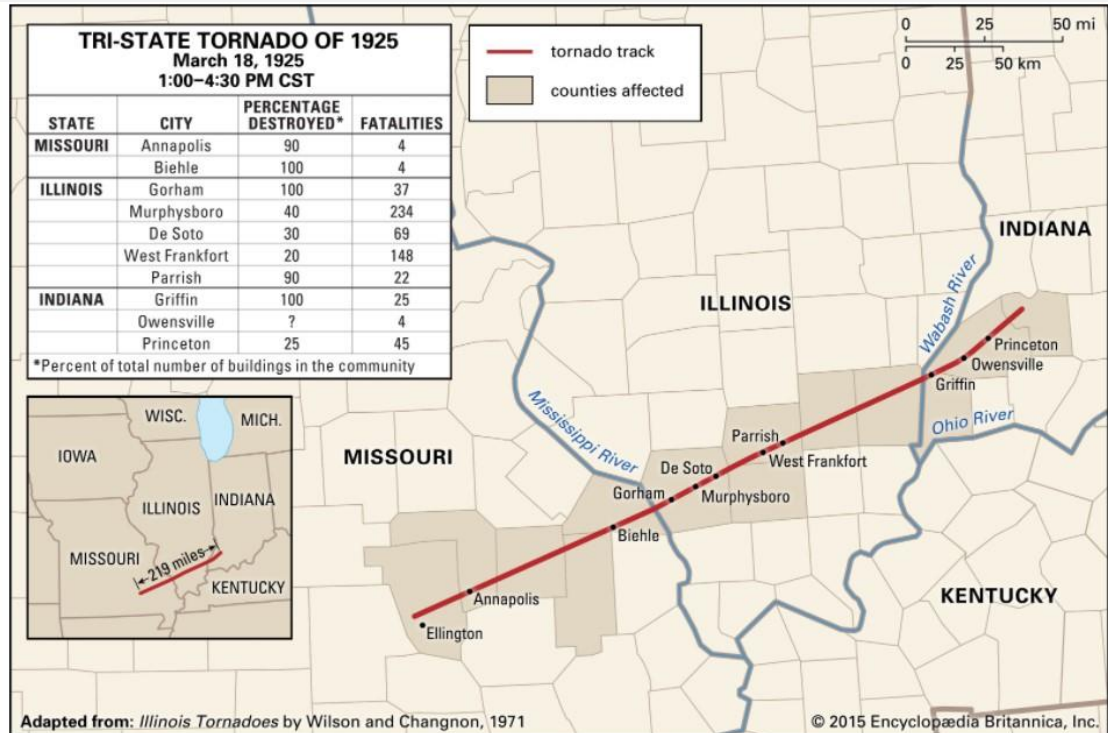 TRI-STATE TORNADO OF 1925
March 18, 1925
1:00–4:30 PM CST
STATE CITY PERCENTAGE DESTROYED* FATALITIES
MISSOURI Annapolis 90 4
Biehle 100 4
ILLINOIS Gorham 100 37
Murphysboro 40 234
De Soto 30 69
West Frankfort 20 148
Parrish 90 22
INDIANA Griffin 100 25
Owensville ? 4
Princeton 25 45
*Percent of total number of buildings in the community
tornado track
counties affected
0 25 50 mi
0 25 50 km
INDIANA
ILLINOIS
Wabash River
Princeton
Owensville
Griffin
Ohio River
Mississippi River
MISSOURI
Parrish
West Frankfort
De Soto
Murphysboro
Gorham
Biehle
KENTUCKY
Annapolis
Ellington
WISC.
MICH.
IOWA
ILLINOIS
INDIANA
MISSOURI
219 miles
KENTUCKY
Adapted from: Illinois Tornadoes by Wilson and Changnon, 1971
© 2015 Encyclopædia Britannica, Inc.